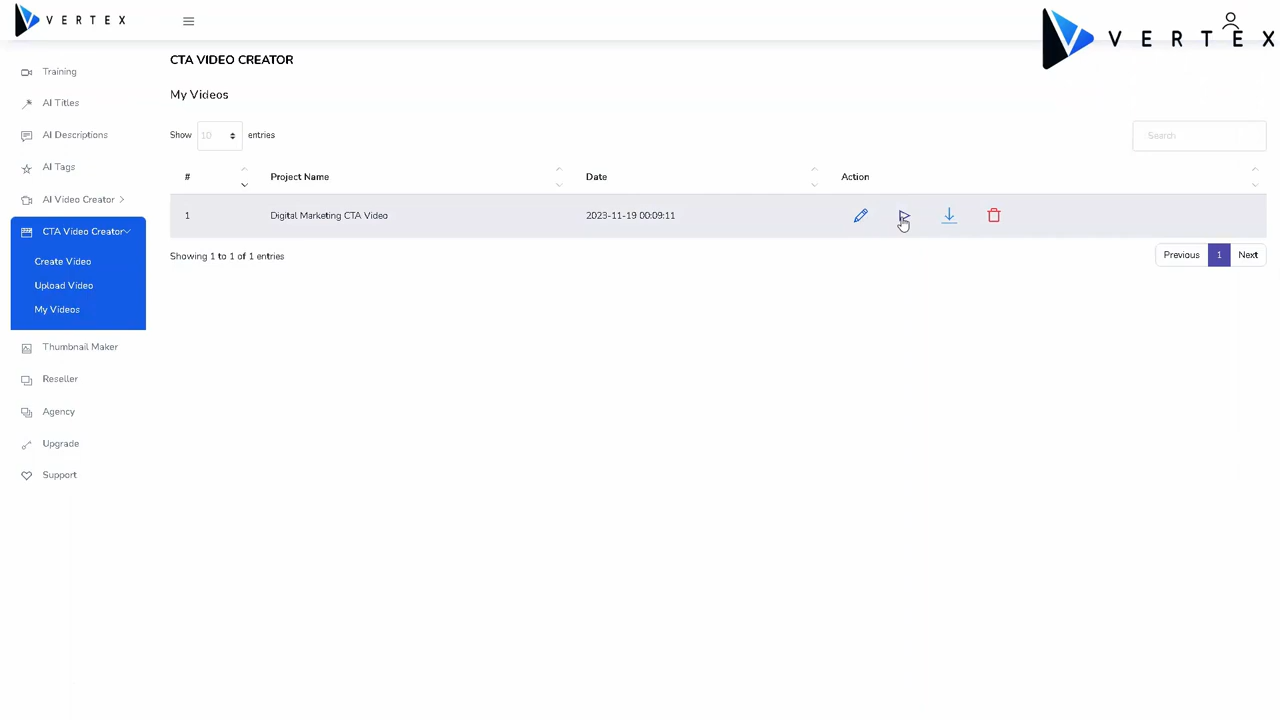 VERTEX
VERTEX
CTA VIDEO CREATOR
My Videos
Show 10 entries
Search
# Project Name Date Action
1 Digital Marketing CTA Video 2023-11-19 00:09:11
Showing 1 to 1 of 1 entries
Previous 1 Next
Training
AI Titles
AI Descriptions
AI Tags
AI Video Creator
CTA Video Creator
Create Video
Upload Video
My Videos
Thumbnail Maker
Reseller
Agency
Upgrade
Support